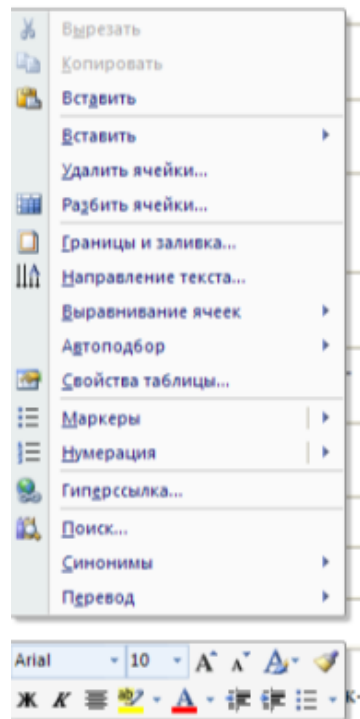 Вырезать
Копировать
Вставить
Вставить
Удалить ячейки...
Разбить ячейки...
Границы и заливка...
Направление текста...
Выравнивание ячеек
Автоподбор
Свойства таблицы...
Маркеры
Нумерация
Гиперссылка...
Поиск...
Синонимы
Перевод
Arial 10 A A A
Ж К ab A